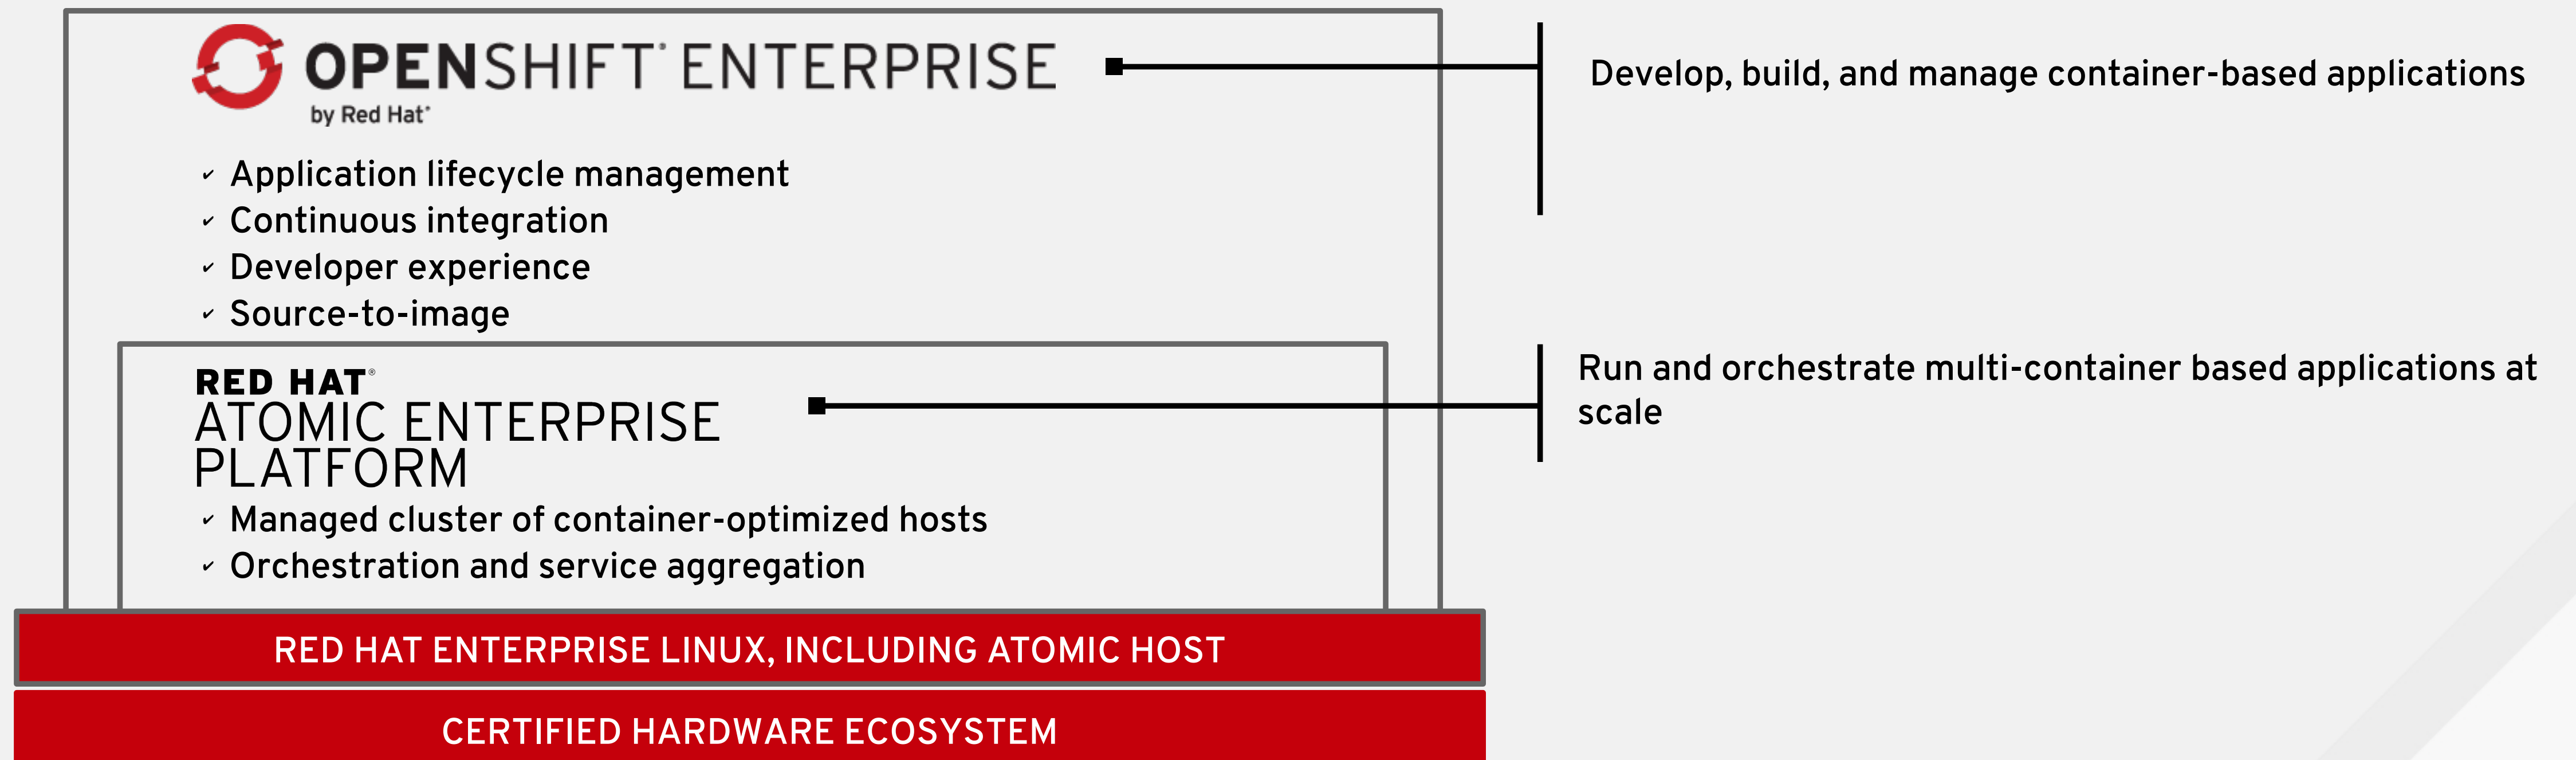 OPENSHIFT® ENTERPRISE
by Red Hat®
Develop, build, and manage container-based applications
✔ Application lifecycle management
✔ Continuous integration
✔ Developer experience
✔ Source-to-image
RED HAT®
ATOMIC ENTERPRISE
PLATFORM
Run and orchestrate multi-container based applications at
scale
✔ Managed cluster of container-optimized hosts
✔ Orchestration and service aggregation
RED HAT ENTERPRISE LINUX, INCLUDING ATOMIC HOST
CERTIFIED HARDWARE ECOSYSTEM